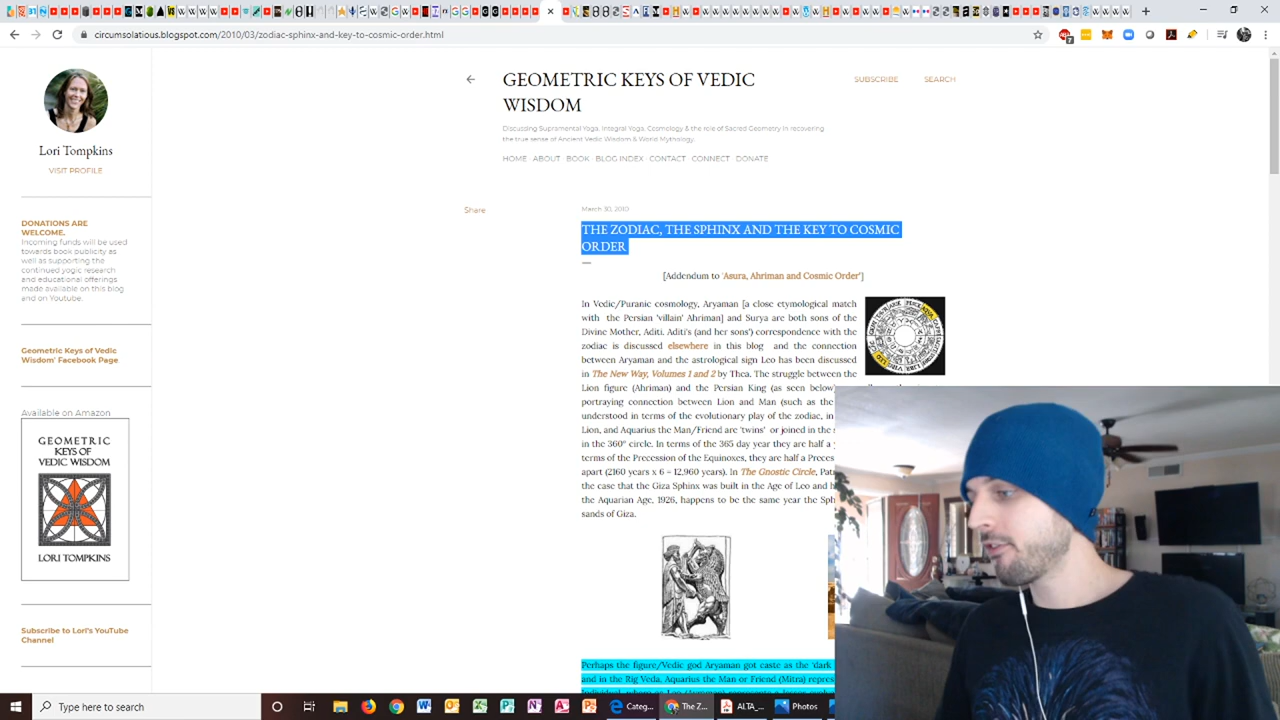 circumsolatious.blogspot.com/2010/03/zodiac-sphinx-and-key-to-cosmic-order.html
7
Lori Tompkins
VISIT PROFILE
DONATIONS ARE
WELCOME.
Incoming funds will be used
towards book publicity as
well as supporting the
continued yogic research
and educational offerings
made available on this blog
and on Youtube.
Geometric Keys of Vedic
Wisdom' Facebook Page
Available on Amazon
GEOMETRIC
KEYS OF
VEDIC WISDOM
LORI TOMPKINS
Subscribe to Lori's YouTube
Channel
GEOMETRIC KEYS OF VEDIC
WISDOM
SUBSCRIBE SEARCH
Discussing Supramental Yoga, Integral Yoga, Cosmology & the role of Sacred Geometry in recovering
the true sense of Ancient Vedic Wisdom & World Mythology.
HOME ABOUT BOOK BLOG INDEX CONTACT CONNECT DONATE
Share
March 30, 2010
THE ZODIAC, THE SPHINX AND THE KEY TO COSMIC
ORDER
[Addendum to 'Asura, Ahriman and Cosmic Order']
In Vedic/Puranic cosmology, Aryaman [a close etymological match
with the Persian 'villain' Ahriman] and Surya are both sons of the
Divine Mother, Aditi. Aditi's (and her sons') correspondence with the
zodiac is discussed elsewhere in this blog and the connection
between Aryaman and the astrological sign Leo has been discussed
in The New Way, Volumes 1 and 2 by Thea. The struggle between the
Lion figure (Ahriman) and the Persian King (as seen below)
portraying connection between Lion and Man (such as the
understood in terms of the evolutionary play of the zodiac, in
Lion, and Aquarius the Man/Friend are 'twins' or joined in the
in the 360° circle. In terms of the 365 day year they are half a
terms of the Precession of the Equinoxes, they are half a
apart (2160 years x 6 = 12,960 years). In The Gnostic Circle,
the case that the Giza Sphinx was built in the Age of Leo and
the Aquarian Age, 1926, happens to be the same year the
sands of Giza.
Perhaps the figure/Vedic god Aryaman got caste as the 'dark
and in the Rig Veda, Aquarius the Man or Friend (Mitra)
Type here to search
Categ...
The Z...
ALTA_...
Photos